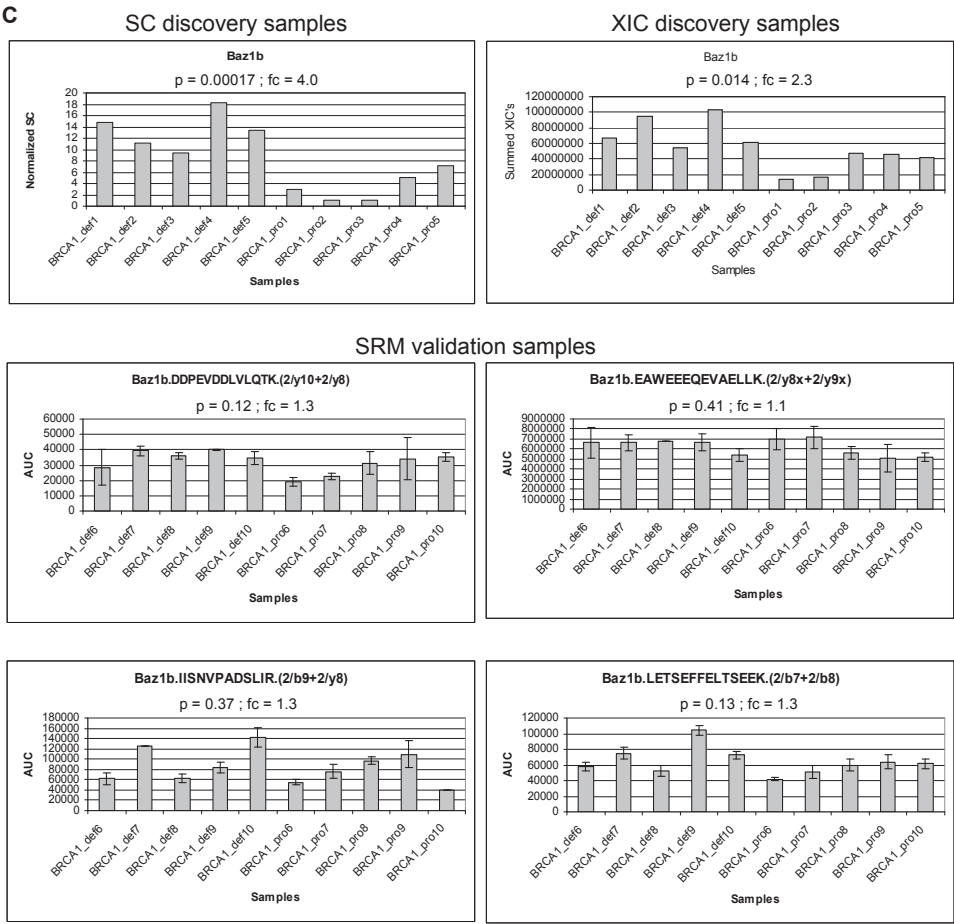 C
SC discovery samples
XIC discovery samples
Baz1b
p = 0.00017 ; fc = 4.0
Normalized SC
20
18
16
14
12
10
8
6
4
2
0
BRCA1_def1
BRCA1_def2
BRCA1_def3
BRCA1_def4
BRCA1_def5
BRCA1_pro1
BRCA1_pro2
BRCA1_pro3
BRCA1_pro4
BRCA1_pro5
Samples
Baz1b
p = 0.014 ; fc = 2.3
Summed XIC's
120000000
100000000
80000000
60000000
40000000
20000000
0
BRCA1_def1
BRCA1_def2
BRCA1_def3
BRCA1_def4
BRCA1_def5
BRCA1_pro1
BRCA1_pro2
BRCA1_pro3
BRCA1_pro4
BRCA1_pro5
Samples
SRM validation samples
Baz1b.DDPEVDDLVLQTK.(2/y10+2/y8)
p = 0.12 ; fc = 1.3
AUC
60000
50000
40000
30000
20000
10000
0
BRCA1_def6
BRCA1_def7
BRCA1_def8
BRCA1_def9
BRCA1_def10
BRCA1_pro6
BRCA1_pro7
BRCA1_pro8
BRCA1_pro9
BRCA1_pro10
Samples
Baz1b.EAWEEEQEVAELLK.(2/y8x+2/y9x)
p = 0.41 ; fc = 1.1
AUC
9000000
8000000
7000000
6000000
5000000
4000000
3000000
2000000
1000000
0
BRCA1_def6
BRCA1_def7
BRCA1_def8
BRCA1_def9
BRCA1_def10
BRCA1_pro6
BRCA1_pro7
BRCA1_pro8
BRCA1_pro9
BRCA1_pro10
Samples
Baz1b.IISNVPADSLIR.(2/b9+2/y8)
p = 0.37 ; fc = 1.3
AUC
180000
160000
140000
120000
100000
80000
60000
40000
20000
0
BRCA1_def6
BRCA1_def7
BRCA1_def8
BRCA1_def9
BRCA1_def10
BRCA1_pro6
BRCA1_pro7
BRCA1_pro8
BRCA1_pro9
BRCA1_pro10
Samples
Baz1b.LETSEFFELTSEEK.(2/b7+2/b8)
p = 0.13 ; fc = 1.3
AUC
120000
100000
80000
60000
40000
20000
0
BRCA1_def6
BRCA1_def7
BRCA1_def8
BRCA1_def9
BRCA1_def10
BRCA1_pro6
BRCA1_pro7
BRCA1_pro8
BRCA1_pro9
BRCA1_pro10
Samples